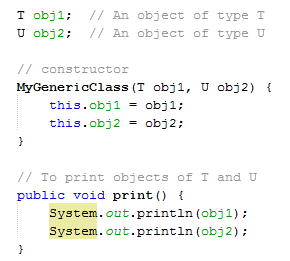 T obj1;  // An object of type T
U obj2;  // An object of type U

// constructor
MyGenericClass(T obj1, U obj2) {
    this.obj1 = obj1;
    this.obj2 = obj2;
}

// To print objects of T and U
public void print() {
    System.out.println(obj1);
    System.out.println(obj2);
}